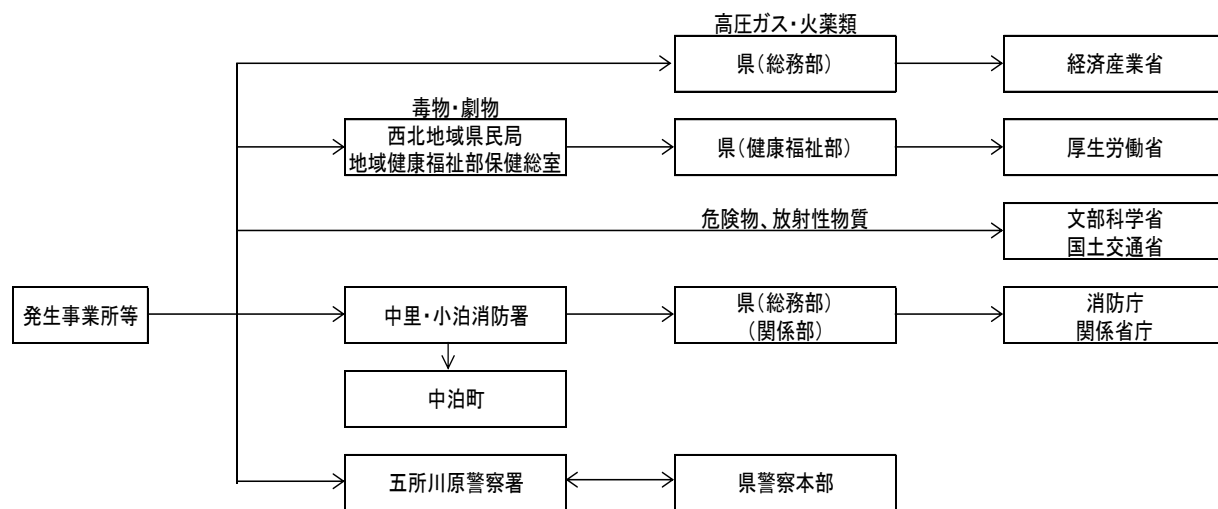 高圧ガス・火薬類
県(総務部)
経済産業省
毒物・劇物
西北地域県民局
地域健康福祉部保健総室
県(健康福祉部)
厚生労働省
危険物、放射性物質
文部科学省
国土交通省
発生事業所等
中里・小泊消防署
県(総務部)
(関係部)
消防庁
関係省庁
中泊町
五所川原警察署
県警察本部